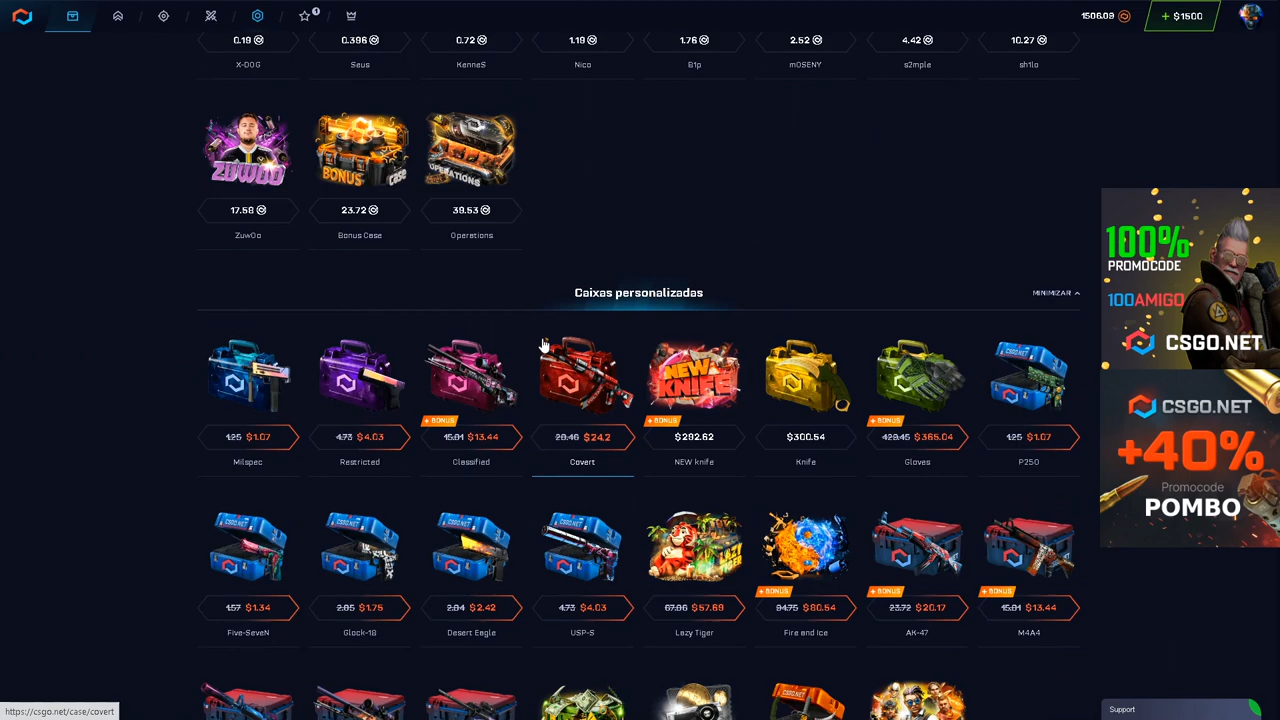 1506.09 + $1500
0.19 0.396 0.72 1.19 1.76 2.52 4.42 10.27
X-DOG Seus KenneS Nico B1p m0SENY s2mple sh1la
ZUWOO BONUS case OPERATIONS
17.56 23.72 39.53
ZuwOo Bonus Case Operations
100%
PROMOCODE
100AMIGO
CSGO.NET
Caixas personalizadas
MINIMIZAR
NEW KNIFE
+ BONUS + BONUS + BONUS
1.25 $1.07 4.73 $4.03 15.81 $13.44 28.46 $24.2 $292.62 $300.54 429.45 $365.04 1.25 $1.07
Milspec Restricted Classified Covert NEW knife Knife Gloves P250
CSGO.NET
+40%
Promocode
POMBO
CSGO.NET CSGO.NET CSGO.NET CSGO.NET LAZY TIGER
+ BONUS + BONUS + BONUS
1.57 $1.34 2.05 $1.75 2.84 $2.42 4.73 $4.03 67.86 $57.69 94.75 $80.54 23.72 $20.17 15.81 $13.44
Five-SeveN Glock-18 Desert Eagle USP-S Lazy Tiger Fire and Ice AK-47 M4A4
CSGO.NET
https://csgo.net/case/covert
Support